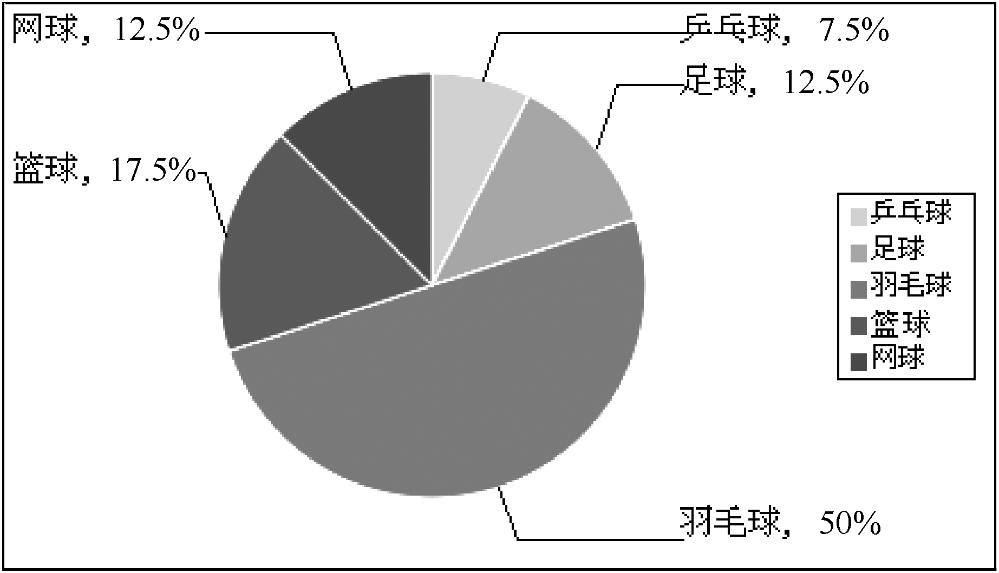 网球，12.5%
乒乓球，7.5%
足球，12.5%
篮球，17.5%
乒乓球
足球
羽毛球
篮球
网球
羽毛球，50%